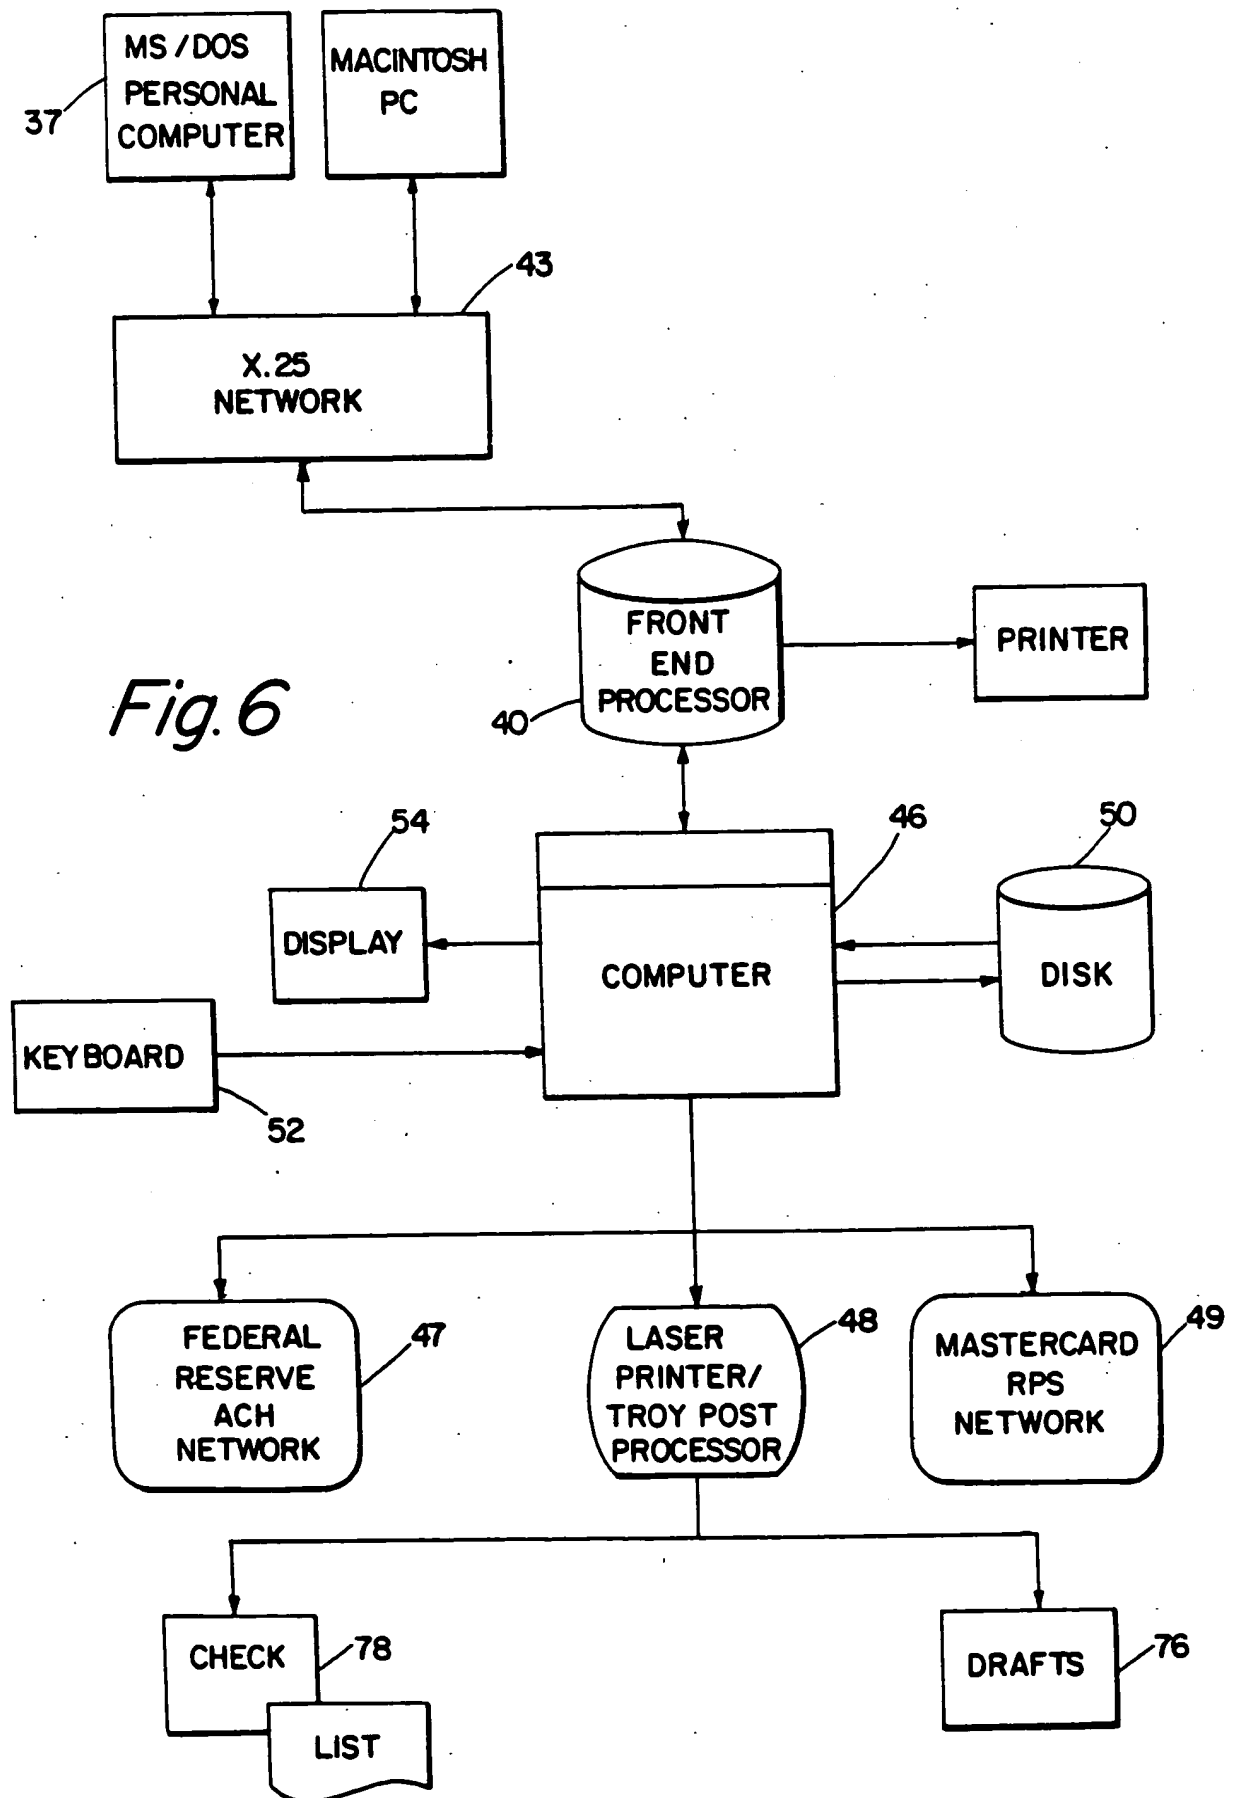 MS/DOS
PERSONAL
COMPUTER
MACINTOSH
PC
37
43
X.25
NETWORK
FRONT
END
PROCESSOR
40
PRINTER
Fig. 6
54
46
50
DISPLAY
COMPUTER
DISK
KEYBOARD
52
FEDERAL
RESERVE
ACH
NETWORK
47
LASER
PRINTER/
TROY POST
PROCESSOR
48
MASTERCARD
RPS
NETWORK
49
CHECK
78
LIST
DRAFTS
76